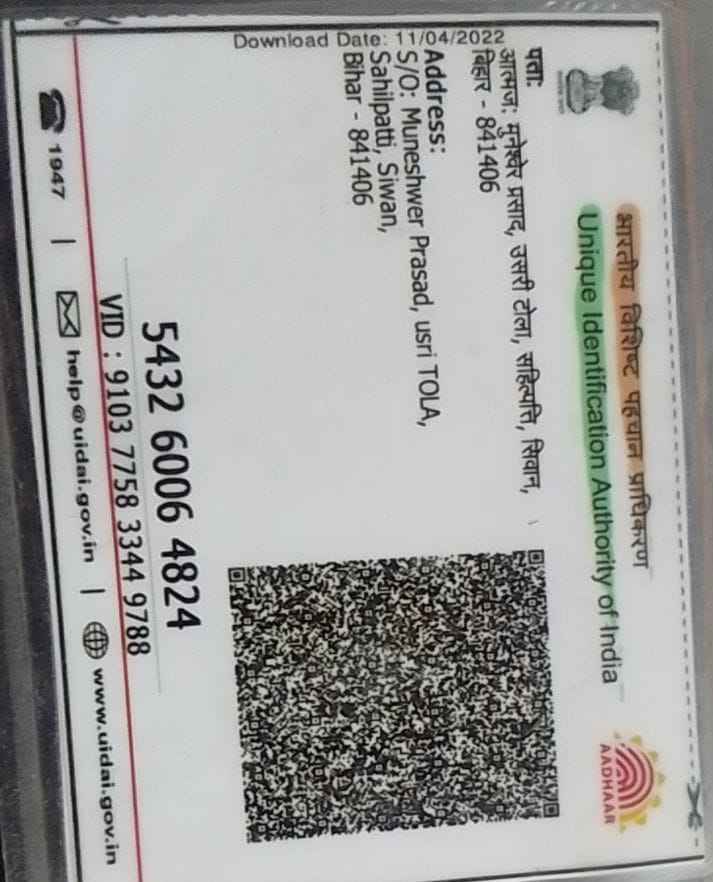 भारतीय विशिष्ट पहचान प्राधिकरण
Unique Identification Authority of India
AADHAAR
पता:
आत्मज: मुनेश्वर प्रसाद, उसरी टोला, सहिल्पत्ति, सिवान,
बिहार - 841406
Address:
S/O: Muneshwer Prasad, usri TOLA,
Sahilpatti, Siwan,
Bihar - 841406
Download Date: 11/04/2022
5432 6006 4824
VID : 9103 7758 3344 9788
1947 | help@uidai.gov.in | www.uidai.gov.in